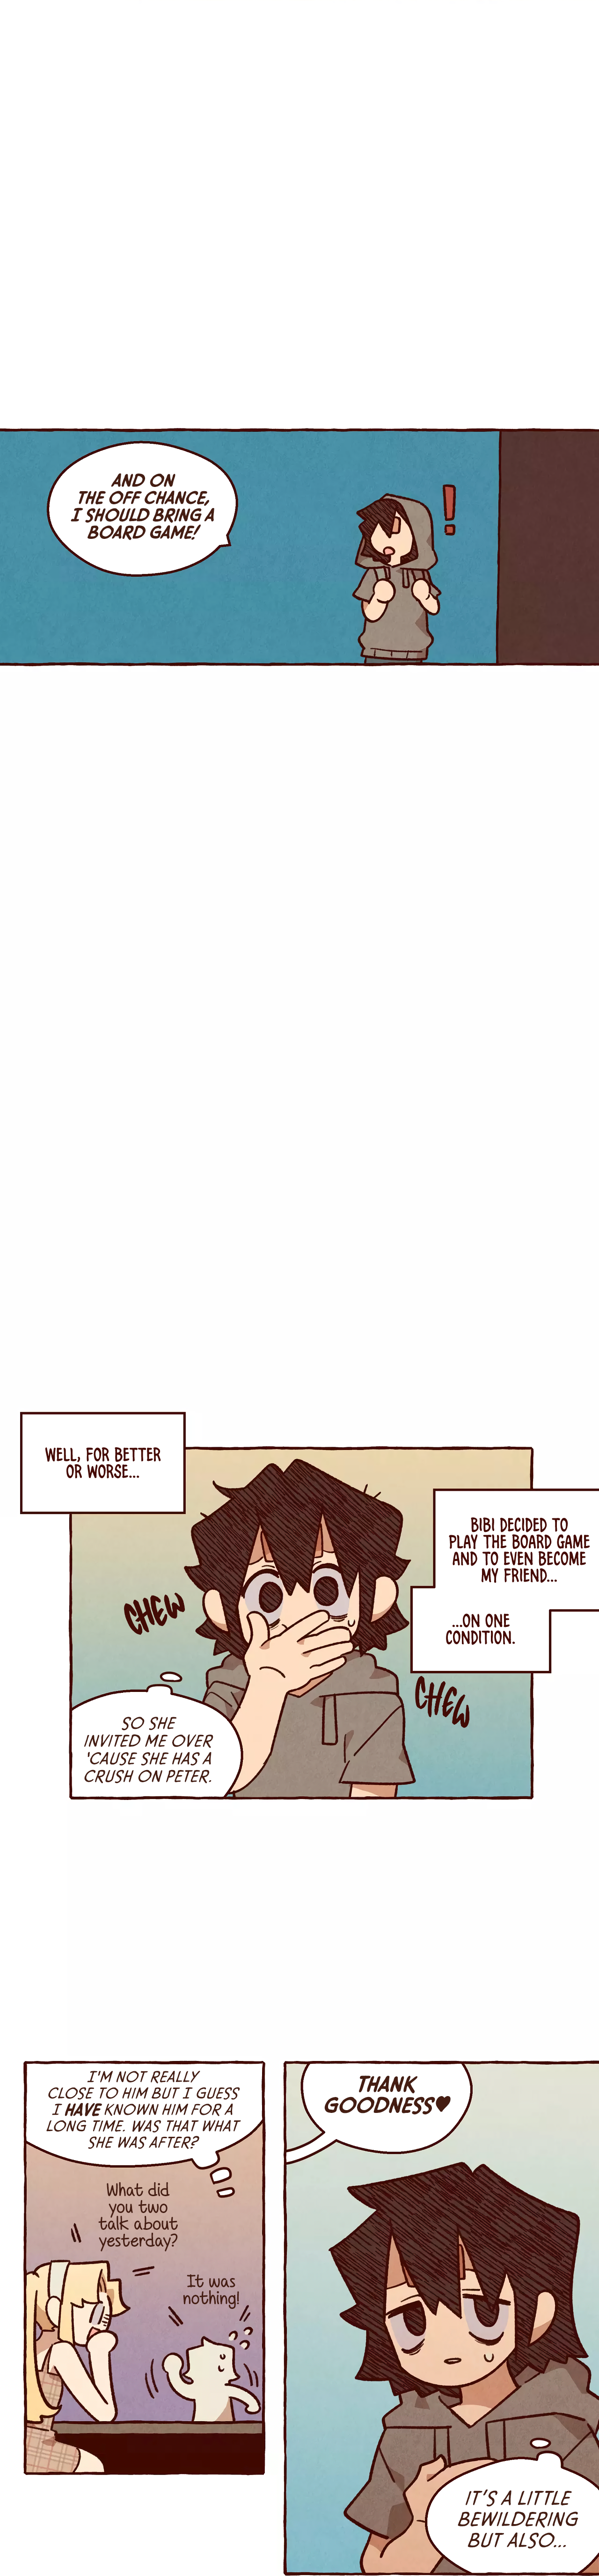 AND ON
THE OFF CHANCE,
I SHOULD BRING A
BOARD GAME!
!
WELL, FOR BETTER
OR WORSE...
BIBI DECIDED TO
PLAY THE BOARD GAME
AND TO EVEN BECOME
MY FRIEND...
...ON ONE
CONDITION.
CHEW
CHEW
SO SHE
INVITED ME OVER
'CAUSE SHE HAS A
CRUSH ON PETER.
I'M NOT REALLY
CLOSE TO HIM BUT I GUESS
I HAVE KNOWN HIM FOR A
LONG TIME. WAS THAT WHAT
SHE WAS AFTER?
What did
you two
talk about
yesterday?
It was
nothing!
THANK
GOODNESS♥
IT'S A LITTLE
BEWILDERING
BUT ALSO...